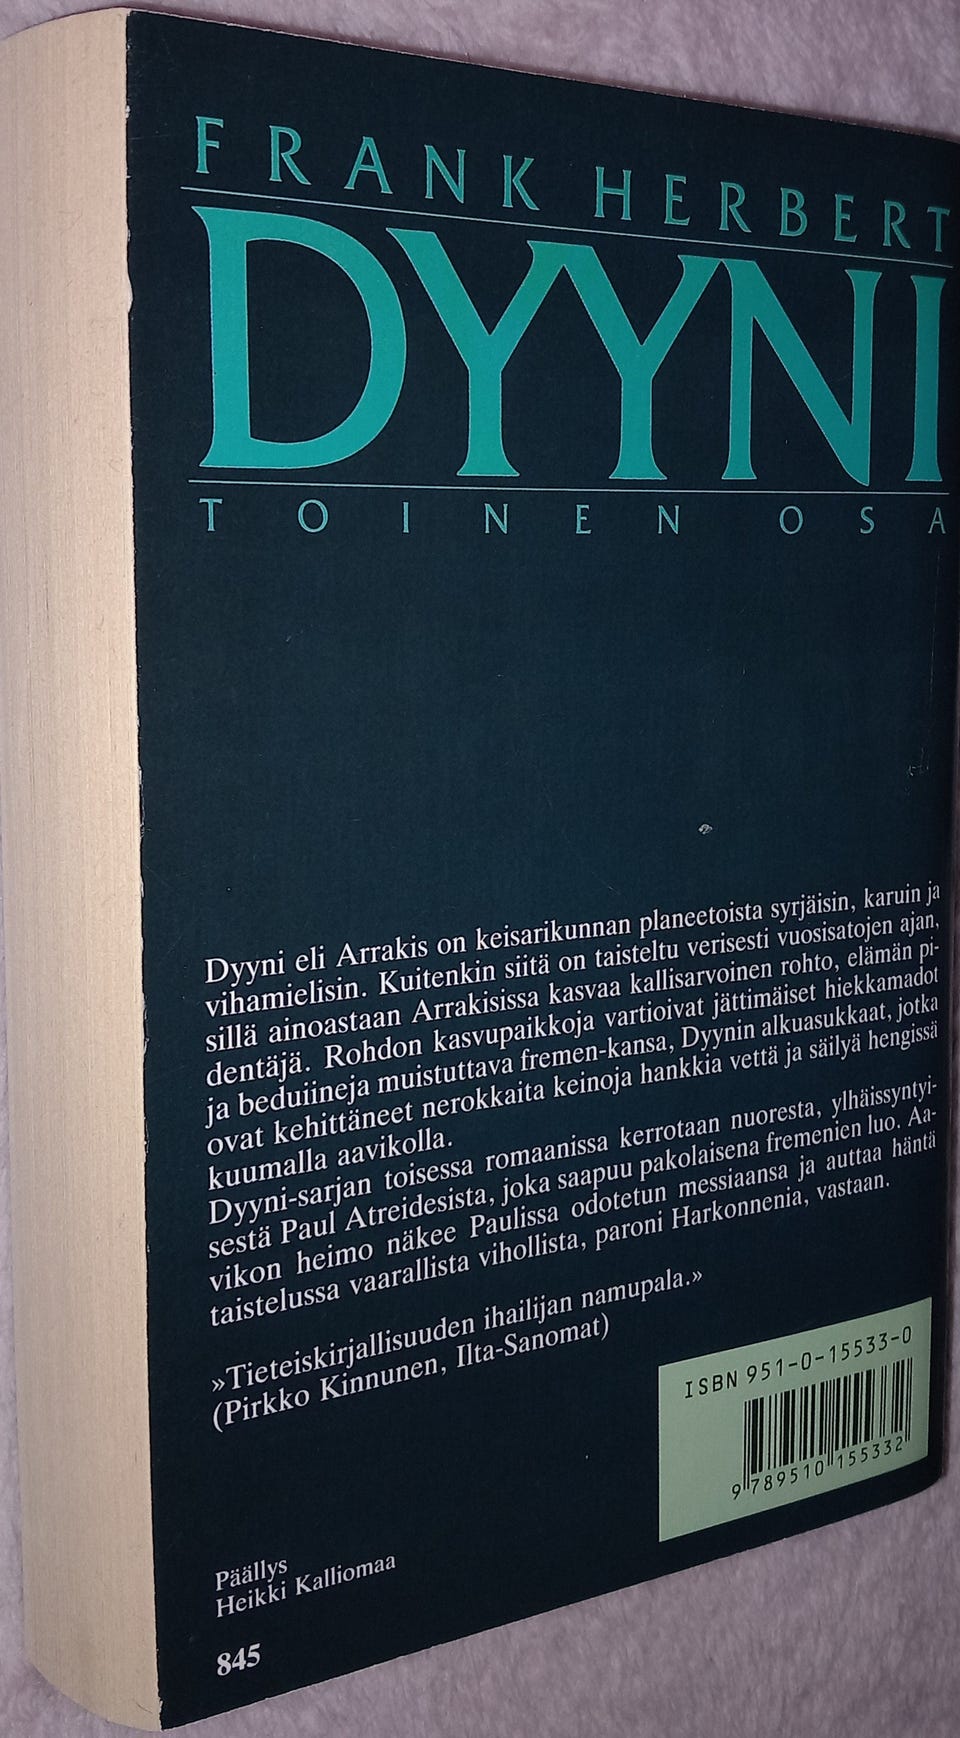 FRANK HERBERT
DYYNI
TOINEN OSA
Dyyni eli Arrakis on keisarikunnan planeetoista syrjäisin, karuin ja
vihamielisin. Kuitenkin siitä on taisteltu verisesti vuosisatojen ajan,
sillä ainoastaan Arrakisissa kasvaa kallisarvoinen rohto, elämän pi-
dentäjä. Rohdon kasvupaikkoja vartioivat jättimäiset hiekkamadot
ja beduiineja muistuttava fremen-kansa, Dyynin alkuasukkaat, jotka
ovat kehittäneet nerokkaita keinoja hankkia vettä ja säilyä hengissä
kuumalla aavikolla.
Dyyni-sarjan toisessa romaanissa kerrotaan nuoresta, ylhäissyntyi-
sestä Paul Atreidesista, joka saapuu pakolaisena fremenien luo. Aa-
vikon heimo näkee Paulissa odotetun messiaansa ja auttaa häntä
taistelussa vaarallista vihollista, paroni Harkonnenia, vastaan.
»Tieteiskirjallisuuden ihailijan namupala.»
(Pirkko Kinnunen, Ilta-Sanomat)
ISBN 951-0-15533-0
9 789510 155332
Päällys
Heikki Kalliomaa
845